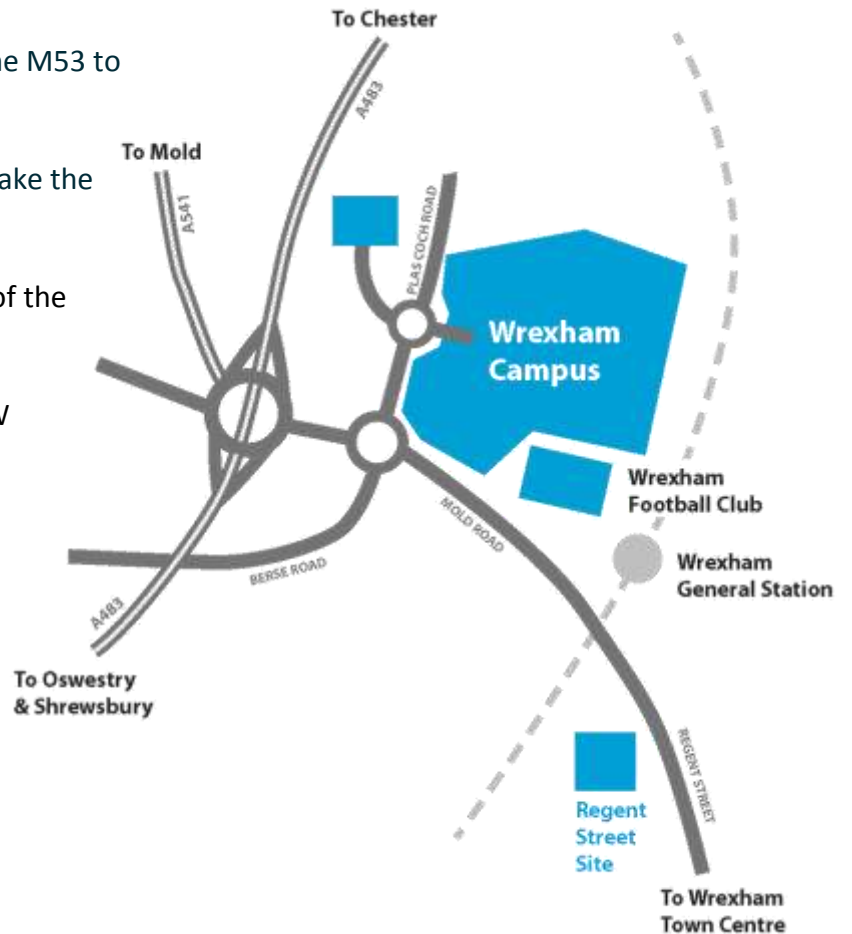 To Chester
ne M53 to
A483
To Mold
ake the
A541
PLAS COCH ROAD
of the
Wrexham
Campus
W
Wrexham
Football Club
MOLD ROAD
Wrexham
General Station
BERSE ROAD
A483
To Oswestry
& Shrewsbury
REGENT STREET
Regent
Street
Site
To Wrexham
Town Centre